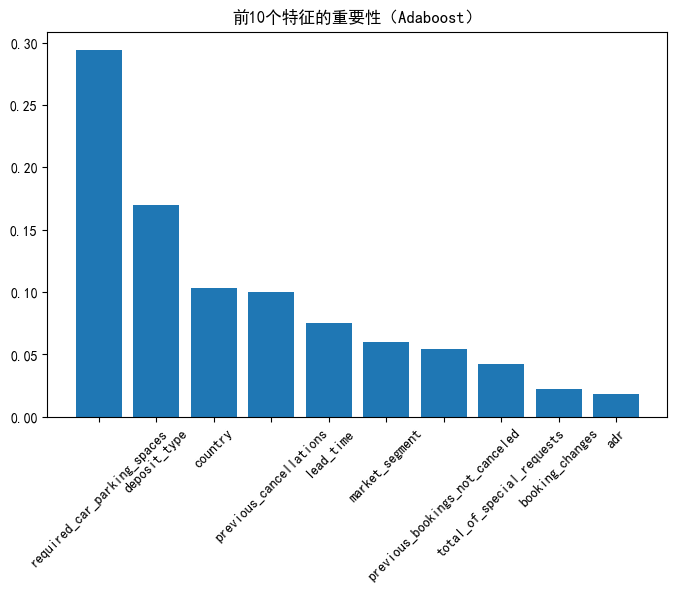 前10个特征的重要性（Adaboost）
0.30
0.25
0.20
0.15
0.10
0.05
0.00
required_car_parking_spaces
deposit_type
country
previous_cancellations
lead_time
market_segment
previous_bookings_not_canceled
total_of_special_requests
booking_changes
adr